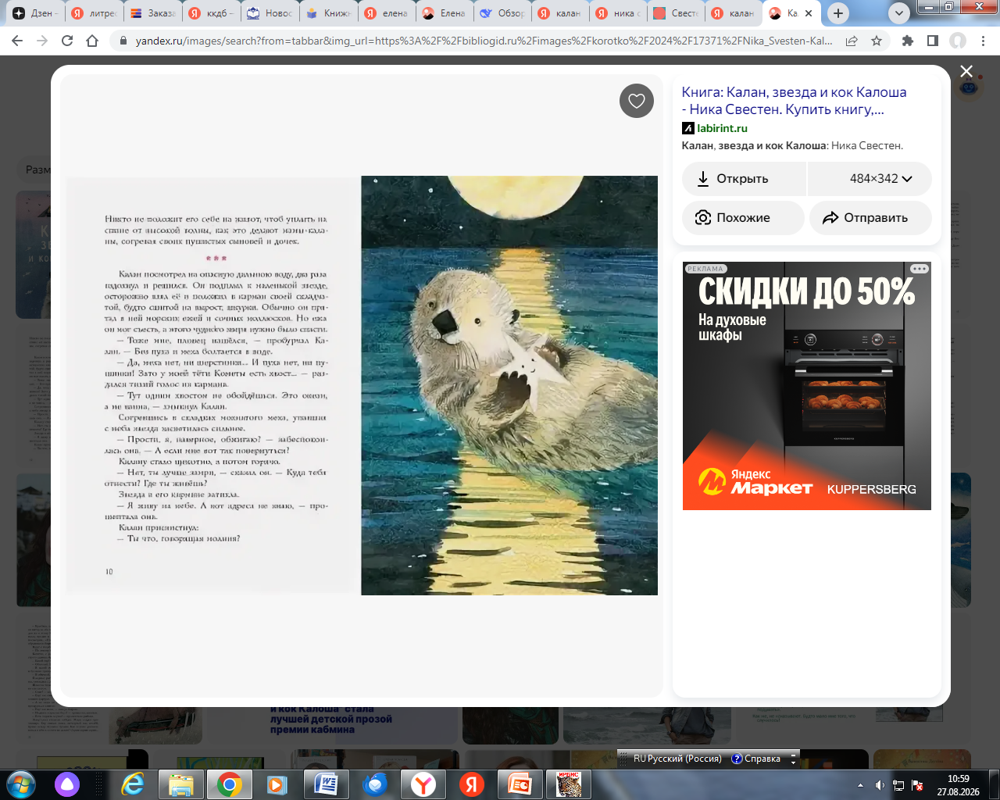 Дзен –
литрес
Заказа
ккдб –
Новос
Книжн
елена
Елена
Обзор
калан
ника с
Свесте
калан
Ка
yandex.ru/images/search?from=tabbar&img_url=https%3A%2F%2Fbibliogid.ru%2Fimages%2Fkorotko%2F2024%2F17371%2FNika_Svesten-Kal...
Разм
Никто не положит его себе на живот, чтоб уплыть на
спине от высокой волны, как это делают мамы-кала-
ны, согревая своих пушистых сыновей и дочек.
Калан посмотрел на опасную дальнюю воду, два раза
вздохнул и решился. Он подплыл к маленькой звезде,
осторожно взял её и положил в карман своей складча-
той, будто сшитой на вырост, шкурки. Обычно он пря-
тал в ней морских ежей и сочных моллюсков. Но ежа
он мог съесть, а этого чудного зверя нужно было спасти.
— Тоже мне, пловец нашёлся, — пробурчал Ка-
лан. — Без пуха и меха болтается в воде.
— Да, меха нет, ни шерстинки... И пуха нет, ни пу-
шинки! Зато у моей тёти Кометы есть хвост... — раз-
дался тихий голос из кармана.
— Тут одним хвостом не обойдёшься. Это океан,
а не ванна, — хмыкнул Калан.
Согревшись в складках мохнатого меха, упавшая
с неба звезда засветилась сильнее.
— Прости, я, наверное, обжигаю? — забеспокои-
лась она. — А если мне вот так повернуться?
Калану стало щекотно, а потом горячо.
— Нет, ты лучше замри, — сказал он. — Куда тебя
отнести? Где ты живёшь?
Звезда в его кармане затихла.
— Я живу на небе. А вот адреса не знаю, — про-
шептала она.
Калан присвистнул:
— Ты что, говорящая молния?
10
Книга: Калан, звезда и кок Калоша
- Ника Свестен. Купить книгу,...
labirint.ru
Калан, звезда и кок Калоша: Ника Свестен.
Открыть
484×342
Похожие
Отправить
РЕКЛАМА
СКИДКИ ДО 50%
На духовые
шкафы
Яндекс
Маркет
KUPPERSBERG
и кок Калоша" стала
лучшей детской прозой
премии кабмина
RU Русский (Россия)
Справка
ИРБИС
10:59
27.08.2026